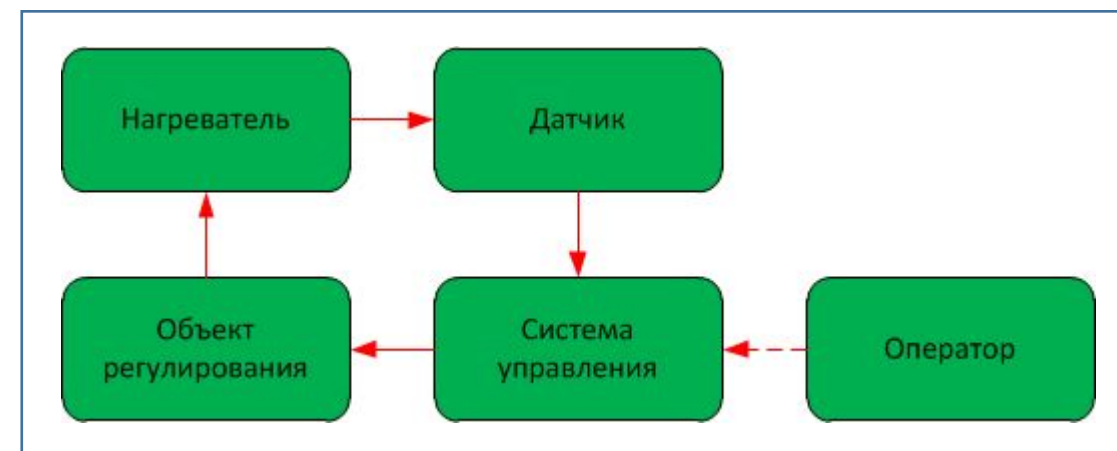 Нагреватель
Датчик
Объект
регулирования
Система
управления
Оператор